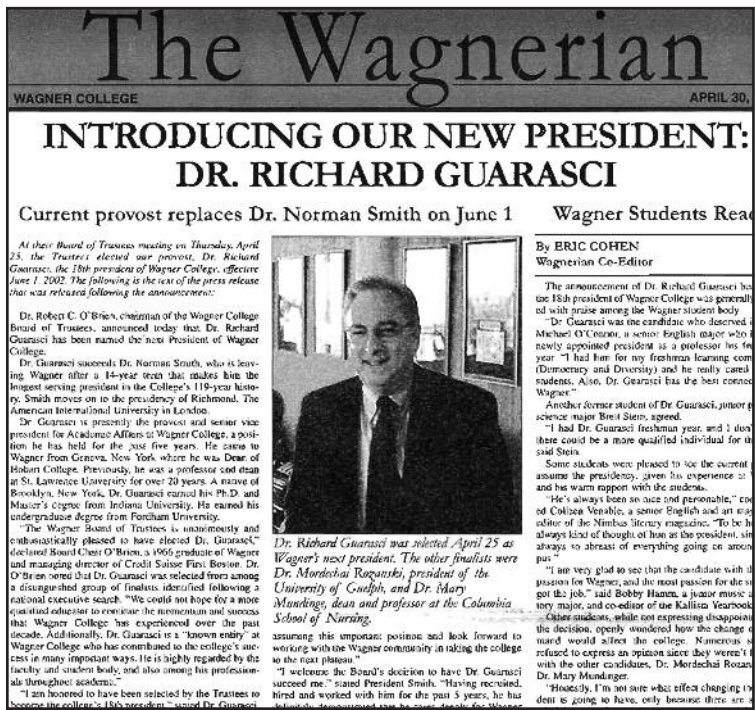 The Wagnerian
WAGNER COLLEGE
APRIL 30,
INTRODUCING OUR NEW PRESIDENT:
DR. RICHARD GUARASCI
Current provost replaces Dr. Norman Smith on June 1
At their Board of Trustees meeting on Thursday, April
25, the Trustees elected our provost, Dr. Richard
Guarasci, the 18th president of Wagner College, effective
June 1, 2002. The following is the text of the press release
that was released following the announcement:
Dr. Robert C. O'Brien, chairman of the Wagner College
Board of Trustees, announced today that Dr. Richard
Guarasci has been named the next President of Wagner
College.
Dr. Guarasci succeeds Dr. Norman Smith, who is leav-
ing Wagner after a 14-year term that makes him the
longest serving president in the College's 119-year histo-
ry. Smith moves on to the presidency of Richmond, The
American International University in London.
Dr. Guarasci is presently the provost and senior vice
president for Academic Affairs at Wagner College, a posi-
tion he has held for the past five years. He came to
Wagner from Geneva, New York where he was Dean of
Hobart College. Previously, he was a professor and dean
at St. Lawrence University for over 20 years. A native of
Brooklyn, New York, Dr. Guarasci earned his Ph.D. and
Master's degree from Indiana University. He earned his
undergraduate degree from Fordham University.
"The Wagner Board of Trustees is unanimously and
enthusiastically pleased to have elected Dr. Guarasci,"
declared Board Chair O'Brien, a 1966 graduate of Wagner
and managing director of Credit Suisse First Boston. Dr.
O'Brien noted that Dr. Guarasci was selected from among
a distinguished group of finalists identified following a
national executive search. "We could not hope for a more
qualified educator to continue the momentum and success
that Wagner College has experienced over the past
decade. Additionally, Dr. Guarasci is a "known entity" at
Wagner College who has contributed to the college's suc-
cess in many important ways. He is highly regarded by the
faculty and student body, and also among his profession-
als throughout academe."
"I am honored to have been selected by the Trustees to
become the college's 18th president," stated Dr. Guarasci
Dr. Richard Guarasci was selected April 25 as
Wagner's next president. The other finalists were
Dr. Mordechai Rozanski, president of the
University of Guelph, and Dr. Mary
Mundinge, dean and professor at the Columbia
School of Nursing.
assuming this important position and look forward to
working with the Wagner community in taking the college
to the next plateau."
"I welcome the Board's decision to have Dr. Guarasci
succeed me," stated President Smith. "Having recruited,
hired and worked with him for the past 5 years, he has
definitely demonstrated that he cares deeply for Wagner
Wagner Students Reac
By ERIC COHEN
Wagnerian Co-Editor
The announcement of Dr. Richard Guarasci
the 18th president of Wagner College was generall
ed with praise among the Wagner student body
"Dr. Guarasci was the candidate who deserved i
Michael O'Connor, a senior English major who
newly appointed president as a professor his
year "I had him for my freshman learning com
(Democracy and Diversity) and he really cared
students. Also, Dr. Guarasci has the best connec
Wagner."
Another former student of Dr. Guarasci, junior p
science major Brett Stein, agreed.
"I had Dr. Guarasci freshman year, and I don'
there could be a more qualified individual for th
said Stein.
Some students were pleased to see the current
assume the presidency, given his experience at
and his warm rapport with the students.
"He's always been so nice and personable,"
ed Colleen Venable, a senior English and art maj
editor of the Nimbus literary magazine. "To be h
always kind of thought of him as the president, sin
always so abreast of everything going on aroun
pus."
"I am very glad to see that the candidate with
passion for Wagner, and the most passion for the
got the job," said Bobby Hamm, a junior music a
tory major, and co-editor of the Kallista Yearbook
Other students, while not expressing disappoin
the decision, openly wondered how the change
mand would affect the college. Numerous
refused to express an opinion since they weren't
with the other candidates, Dr. Mordechai Rozan
Dr. Mary Mundinger.
"Honestly, I'm not sure what effect changing
dent is going to have, only because there are